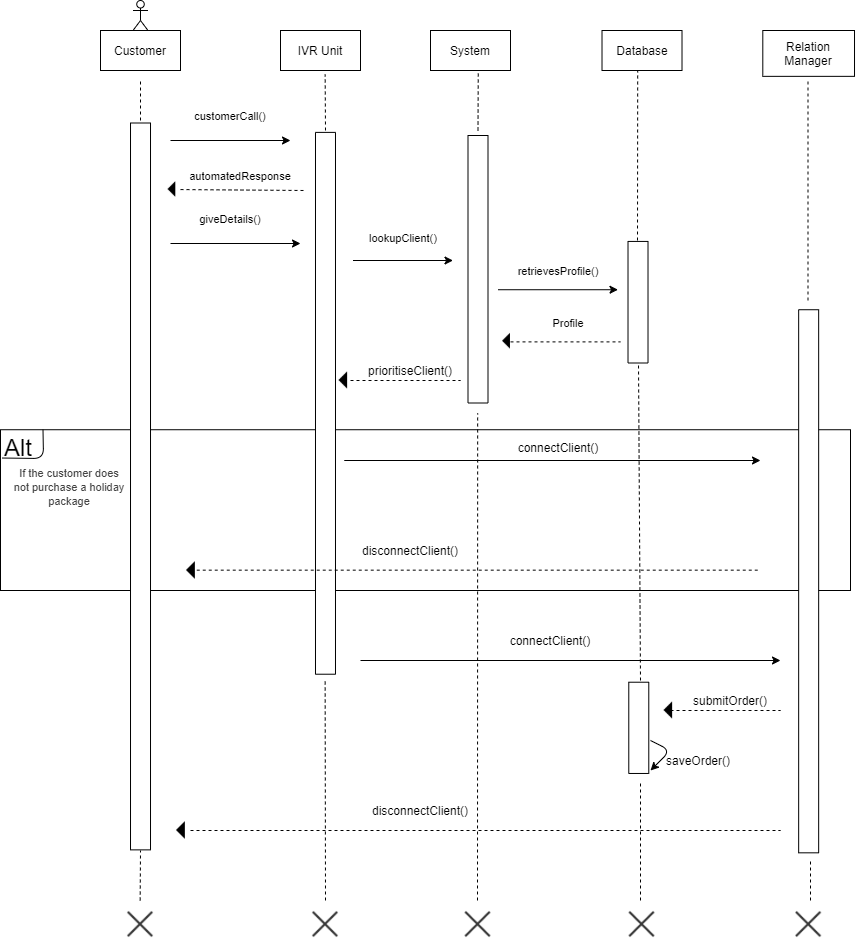 Customer
IVR Unit
System
Database
Relation
Manager
customerCall()
automatedResponse
giveDetails()
lookupClient()
retrievesProfile()
Profile
prioritiseClient()
Alt
If the customer does
not purchase a holiday
package
connectClient()
disconnectClient()
connectClient()
submitOrder()
saveOrder()
disconnectClient()